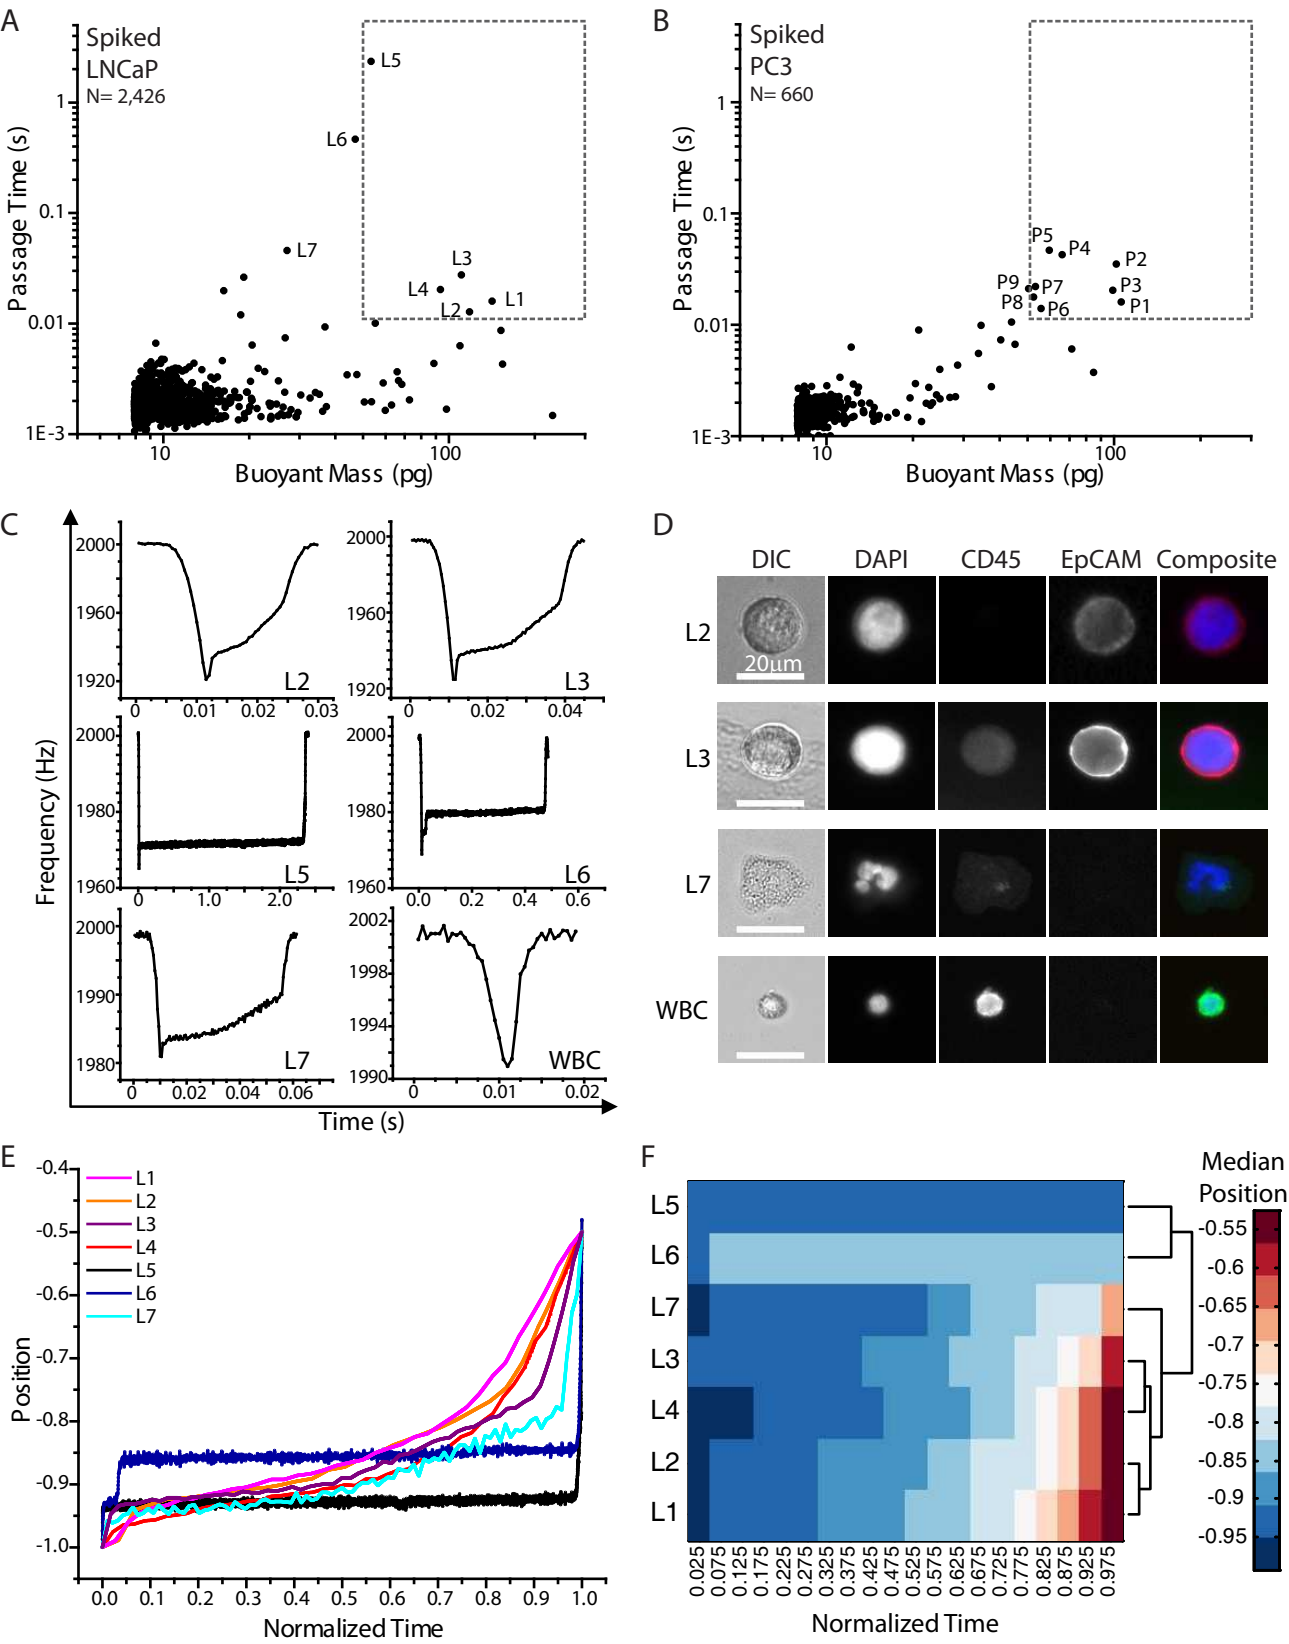 A
Spiked
LNCaP
N= 2,426
Passage Time (s)
1
0.1
0.01
1E-3
10
100
Buoyant Mass (pg)
L5
L6
L7
L3
L4
L2
L1
B
Spiked
PC3
N= 660
Passage Time (s)
1
0.1
0.01
1E-3
10
100
Buoyant Mass (pg)
P5
P4
P2
P9
P7
P3
P8
P6
P1
C
Frequency (Hz)
2000
1960
1920
0
0.01
0.02
0.03
L2
2000
1960
1920
0
0.02
0.04
L3
2000
1980
1960
0
1.0
2.0
L5
2000
1980
1960
0.0
0.2
0.4
0.6
L6
2000
1990
1980
0
0.02
0.04
0.06
L7
2002
1998
1994
1990
0
0.01
0.02
WBC
Time (s)
D
DIC
DAPI
CD45
EpCAM
Composite
L2
20μm
L3
L7
WBC
E
-0.4
-0.5
-0.6
-0.7
-0.8
-0.9
-1.0
Position
L1
L2
L3
L4
L5
L6
L7
0.0
0.1
0.2
0.3
0.4
0.5
0.6
0.7
0.8
0.9
1.0
Normalized Time
F
L5
L6
L7
L3
L4
L2
L1
0.025
0.075
0.125
0.175
0.225
0.275
0.325
0.375
0.425
0.475
0.525
0.575
0.625
0.675
0.725
0.775
0.825
0.875
0.925
0.975
Normalized Time
Median
Position
-0.55
-0.6
-0.65
-0.7
-0.75
-0.8
-0.85
-0.9
-0.95